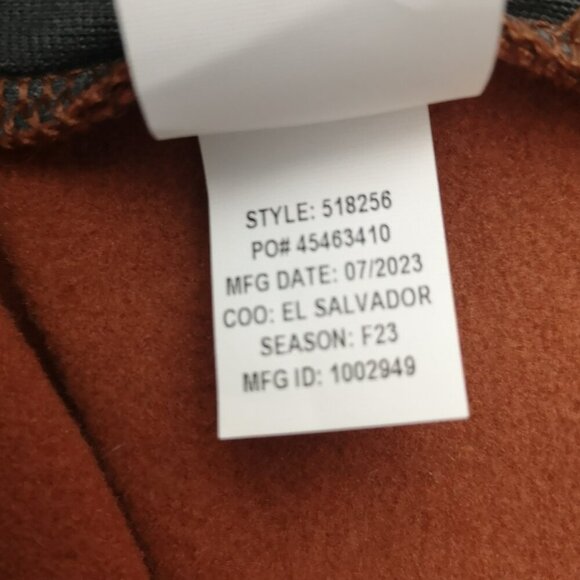 STYLE: 518256
PO# 45463410
MFG DATE: 07/2023
COO: EL SALVADOR
SEASON: F23
MFG ID: 1002949